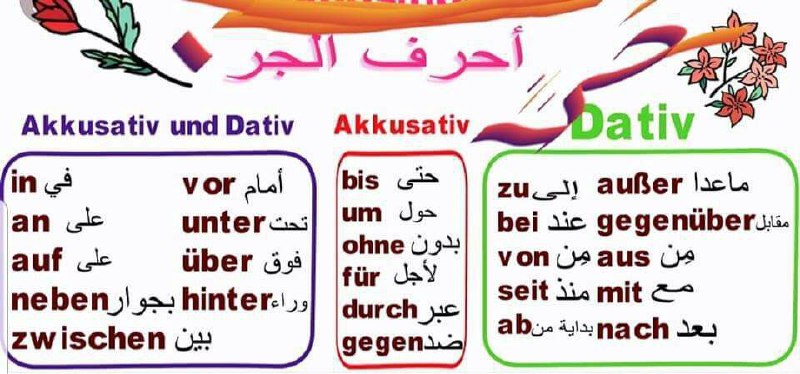 أحرف الجر
Akkusativ und Dativ
in في vor أمام
an على unter تحت
auf على über فوق
neben بجوار hinter وراء
zwischen بين
Akkusativ
bis حتى
um حول
ohne بدون
für لأجل
durch عبر
gegen ضد
Dativ
zu إلى außer ماعدا
bei عند gegenüber مقابل
von مِن aus مِن
seit منذ mit مع
ab بداية من nach بعد